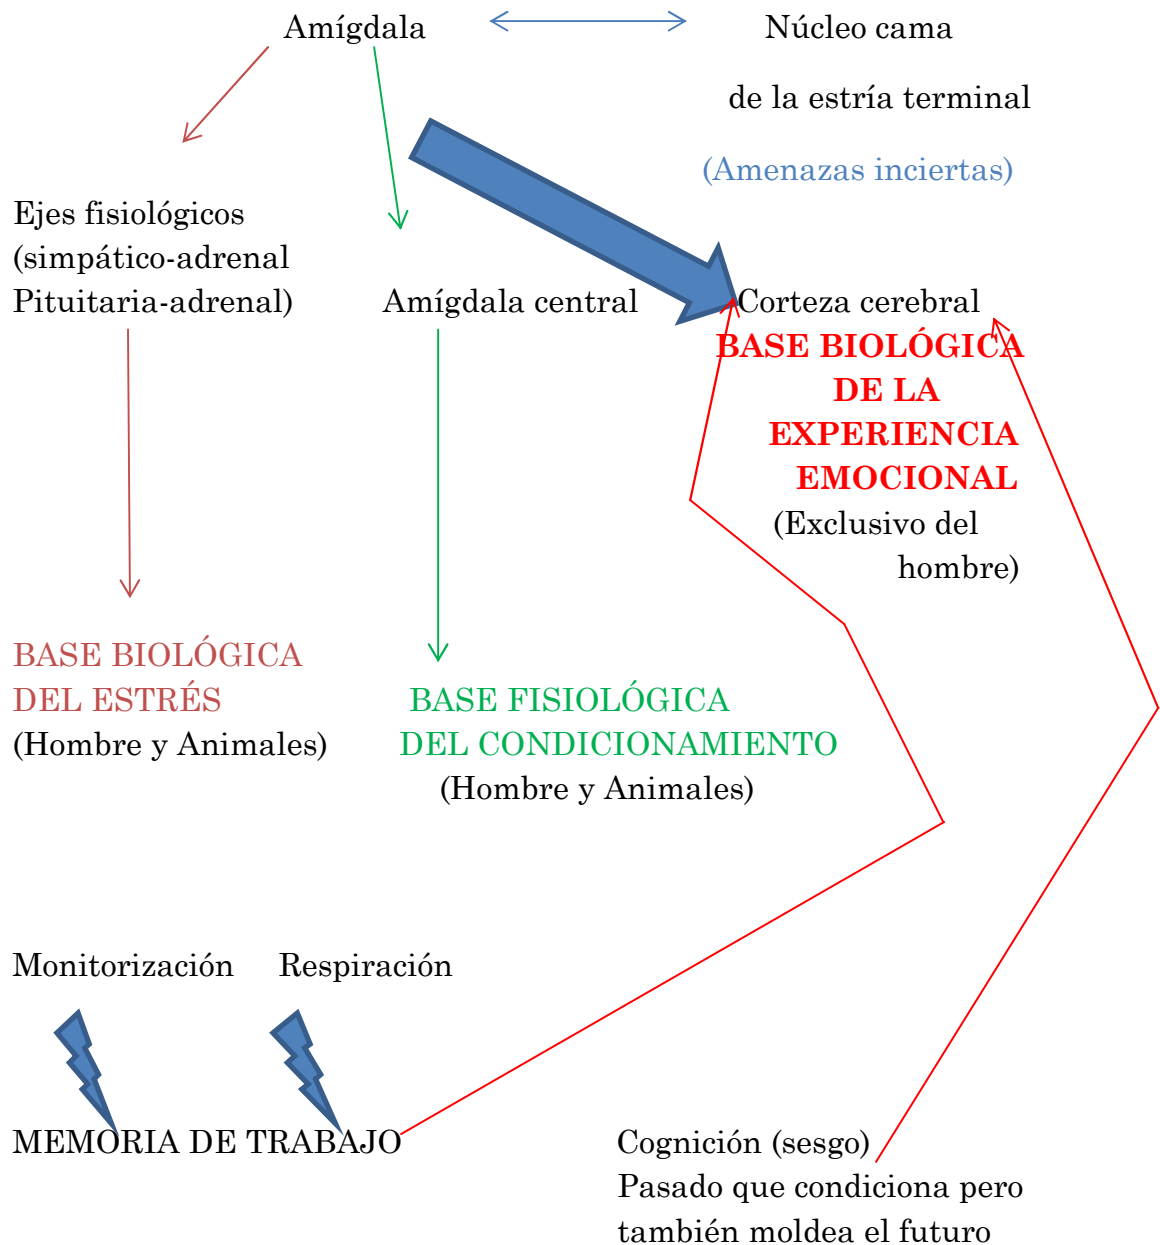 Amígdala
Núcleo cama
de la estría terminal
(Amenazas inciertas)
Ejes fisiológicos
(simpático-adrenal
Pituitaria-adrenal)
Amígdala central
Corteza cerebral
BASE BIOLÓGICA
DE LA
EXPERIENCIA
EMOCIONAL
(Exclusivo del
hombre)
BASE BIOLÓGICA
DEL ESTRÉS
(Hombre y Animales)
BASE FISIOLÓGICA
DEL CONDICIONAMIENTO
(Hombre y Animales)
Monitorización
Respiración
MEMORIA DE TRABAJO
Cognición (sesgo)
Pasado que condiciona pero
también moldea el futuro